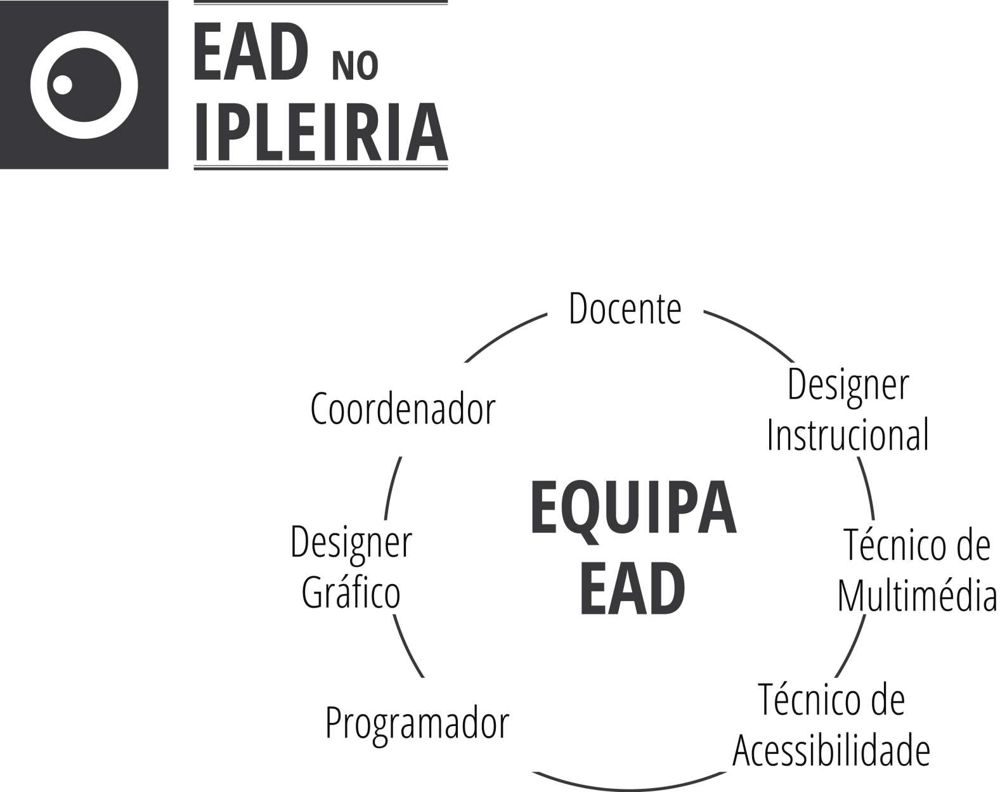 EAD NO
IPLEIRIA
Docente
Designer
Instrucional
Técnico de
Multimédia
Técnico de
Acessibilidade
Programador
Designer
Gráfico
Coordenador
EQUIPA
EAD